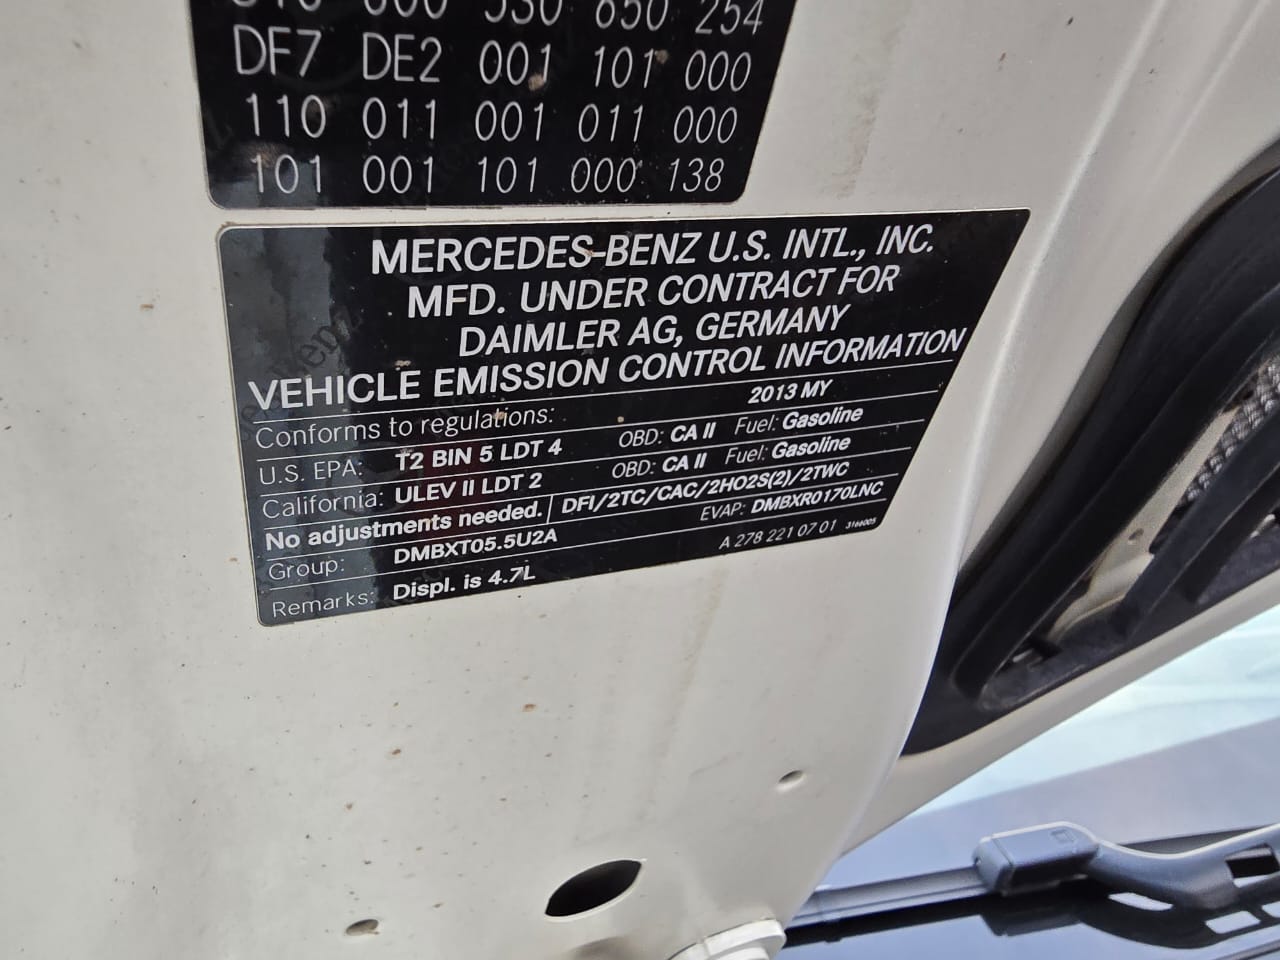 530 650 254
DF7 DE2 001 101 000
110 011 001 011 000
101 001 101 000 138
MERCEDES-BENZ U.S. INTL., INC.
MFD. UNDER CONTRACT FOR
DAIMLER AG, GERMANY
VEHICLE EMISSION CONTROL INFORMATION
Conforms to regulations: 2013 MY
U.S. EPA: T2 BIN 5 LDT 4 OBD: CA II Fuel: Gasoline
California: ULEV II LDT 2 OBD: CA II Fuel: Gasoline
No adjustments needed. DFI/2TC/CAC/2HO2S(2)/2TWC
Group: DMBXT05.5U2A EVAP: DMBXR0170LNC
Remarks: Displ. is 4.7L A 278 221 07 01 3166005